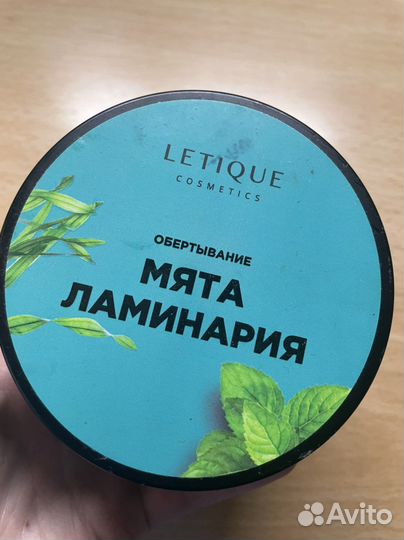 LETIQUE
COSMETICS
ОБЕРТЫВАНИЕ
МЯТА
ЛАМИНАРИЯ
Avito